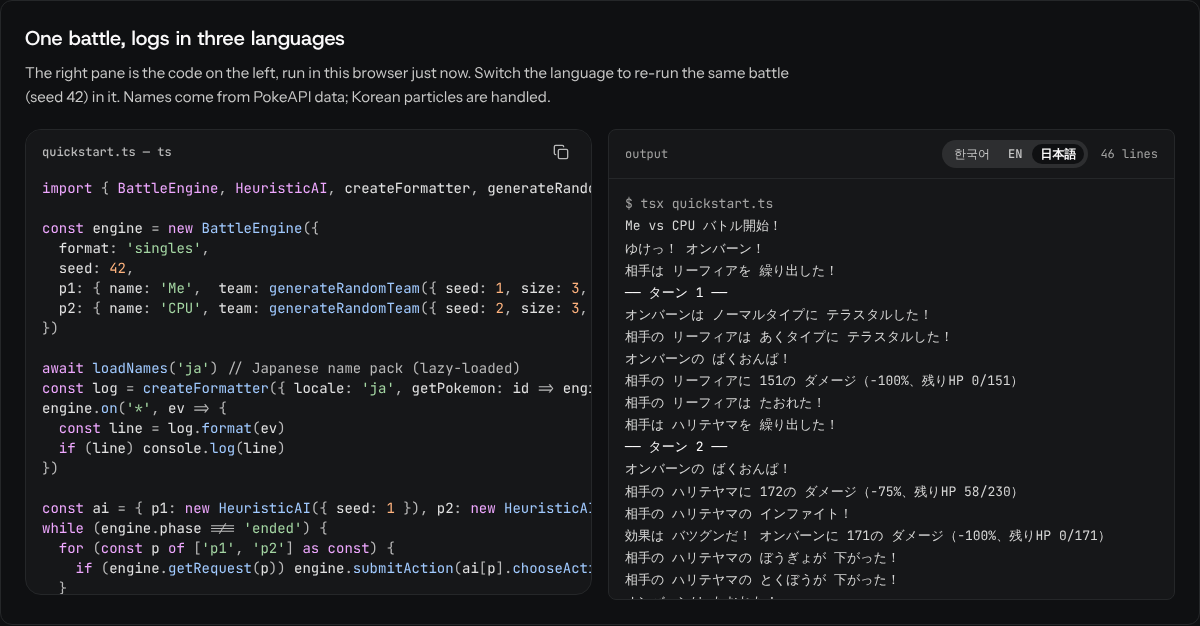 One battle, logs in three languages
The right pane is the code on the left, run in this browser just now. Switch the language to re-run the same battle
(seed 42) in it. Names come from PokeAPI data; Korean particles are handled.
quickstart.ts — ts
import { BattleEngine, HeuristicAI, createFormatter, generateRando
const engine = new BattleEngine({
format: 'singles',
seed: 42,
p1: { name: 'Me', team: generateRandomTeam({ seed: 1, size: 3,
p2: { name: 'CPU', team: generateRandomTeam({ seed: 2, size: 3,
})
await loadNames('ja') // Japanese name pack (lazy-loaded)
const log = createFormatter({ locale: 'ja', getPokemon: id => engi
engine.on('*', ev => {
const line = log.format(ev)
if (line) console.log(line)
})
const ai = { p1: new HeuristicAI({ seed: 1 }), p2: new HeuristicAI
while (engine.phase !== 'ended') {
for (const p of ['p1', 'p2'] as const) {
if (engine.getRequest(p)) engine.submitAction(ai[p].chooseActi
}
output
한국어 EN 日本語 46 lines
$ tsx quickstart.ts
Me vs CPU バトル開始！
ゆけっ！ オンバーン！
相手は リーフィアを 繰り出した！
── ターン 1 ──
オンバーンは ノーマルタイプに テラスタルした！
相手の リーフィアは あくタイプに テラスタルした！
オンバーンの ばくおんぱ！
相手の リーフィアに 151の ダメージ（-100%、残りHP 0/151）
相手の リーフィアは たおれた！
相手は ハリテヤマを 繰り出した！
── ターン 2 ──
オンバーンの ばくおんぱ！
相手の ハリテヤマに 172の ダメージ（-75%、残りHP 58/230）
相手の ハリテヤマの インファイト！
効果は バツグンだ！ オンバーンに 171の ダメージ（-100%、残りHP 0/171）
相手の ハリテヤマの ぼうぎょが 下がった！
相手の ハリテヤマの とくぼうが 下がった！